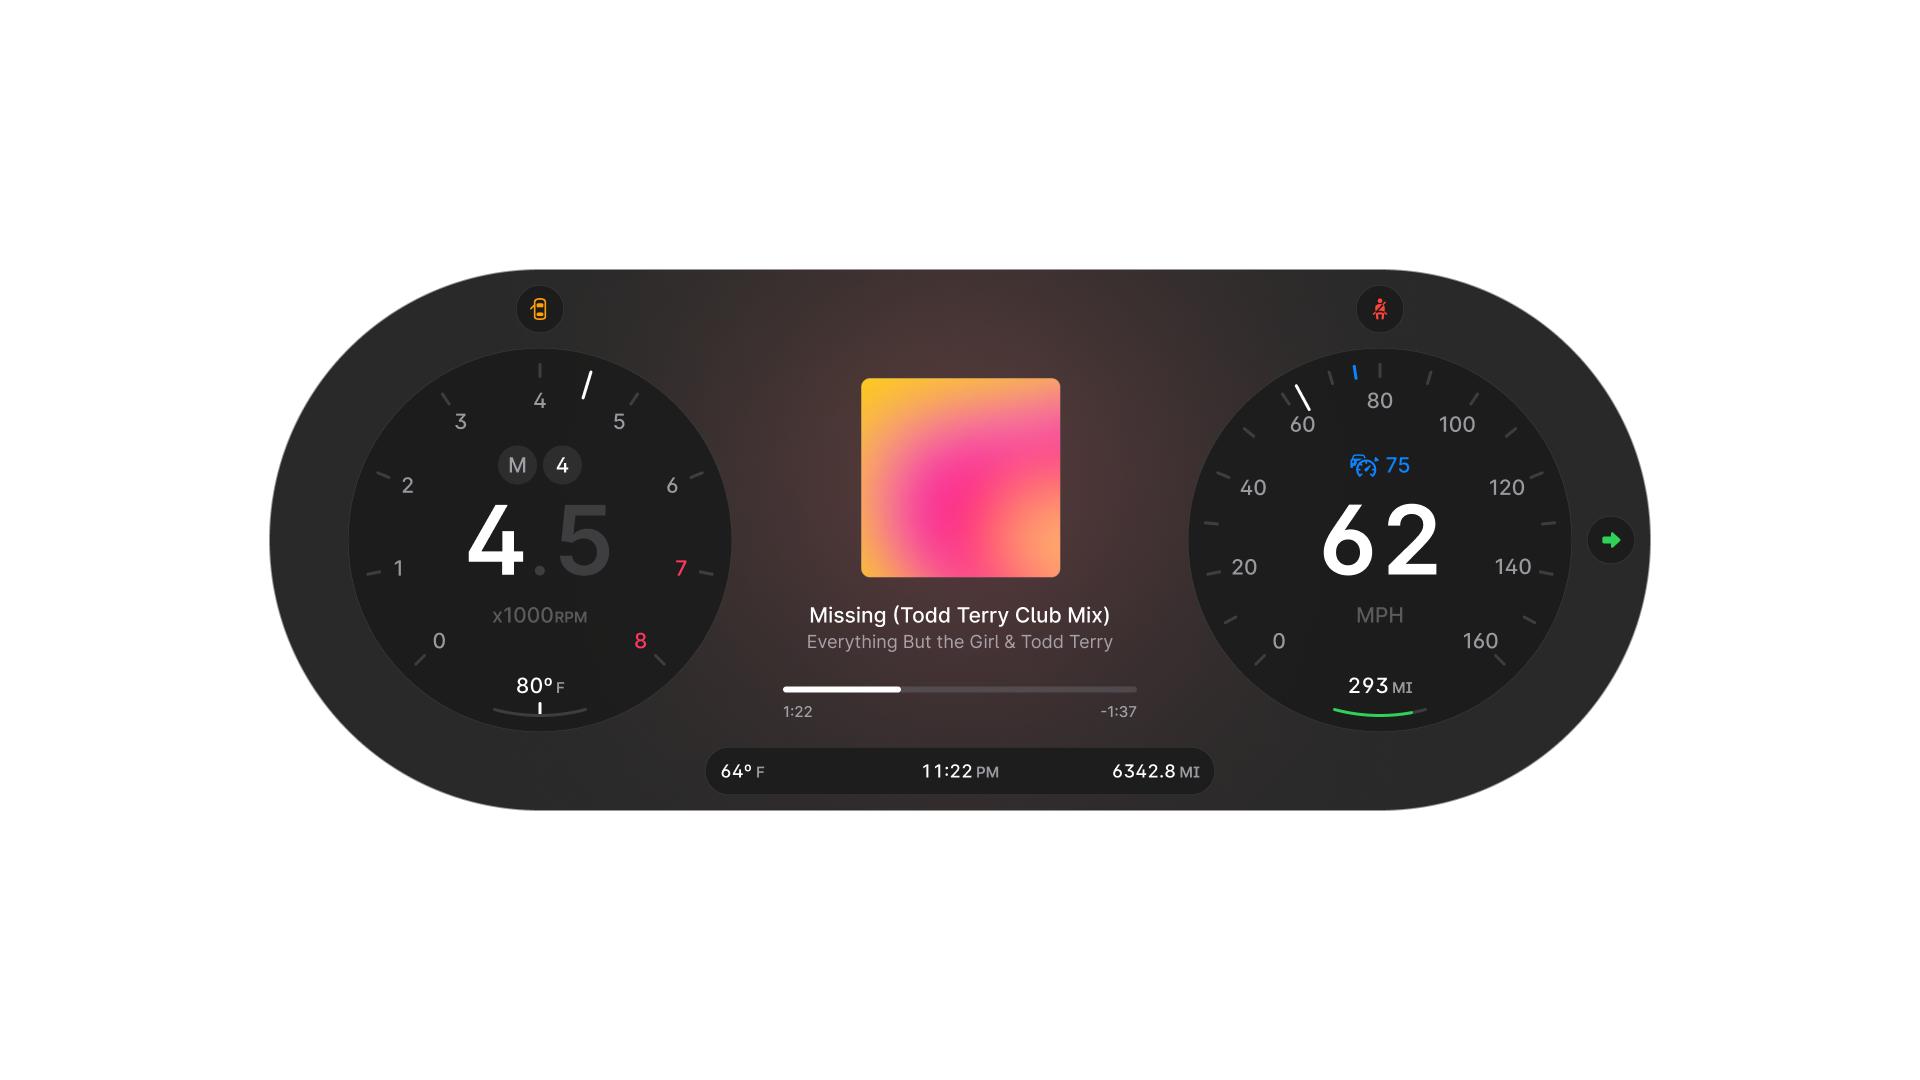 4
3
5
M 4
2
6
4.5
1
7
x1000RPM
0
8
80º F
Missing (Todd Terry Club Mix)
Everything But the Girl & Todd Terry
1:22
-1:37
64º F
11:22 PM
6342.8 MI
80
60
100
75
40
120
62
20
140
MPH
0
160
293 MI